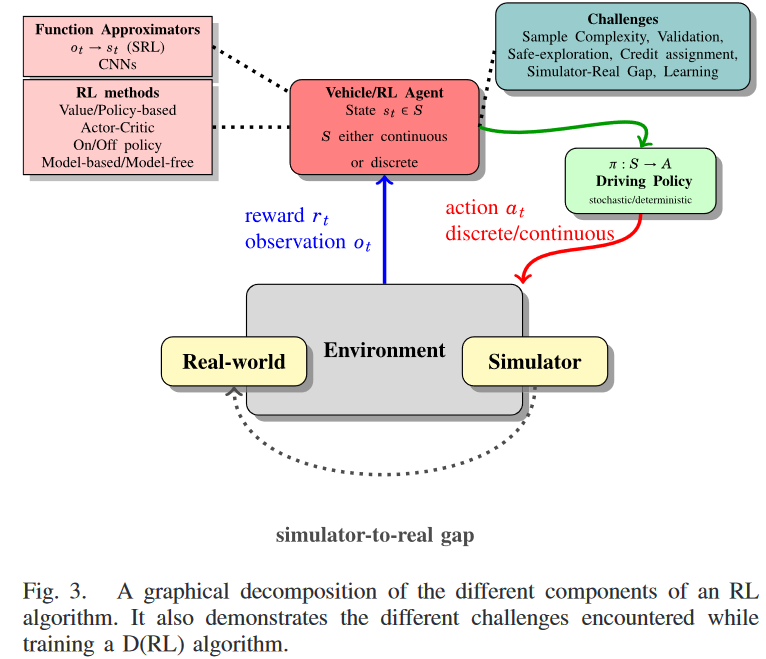 Function Approximators
o_t → s_t (SRL)
CNNs
RL methods
Value/Policy-based
Actor-Critic
On/Off policy
Model-based/Model-free
Vehicle/RL Agent
State s_t ∈ S
S either continuous
or discrete
Challenges
Sample Complexity, Validation,
Safe-exploration, Credit assignment,
Simulator-Real Gap, Learning
π : S → A
Driving Policy
stochastic/deterministic
reward r_t
observation o_t
action a_t
discrete/continuous
Environment
Real-world
Simulator
simulator-to-real gap
Fig. 3. A graphical decomposition of the different components of an RL
algorithm. It also demonstrates the different challenges encountered while
training a D(RL) algorithm.